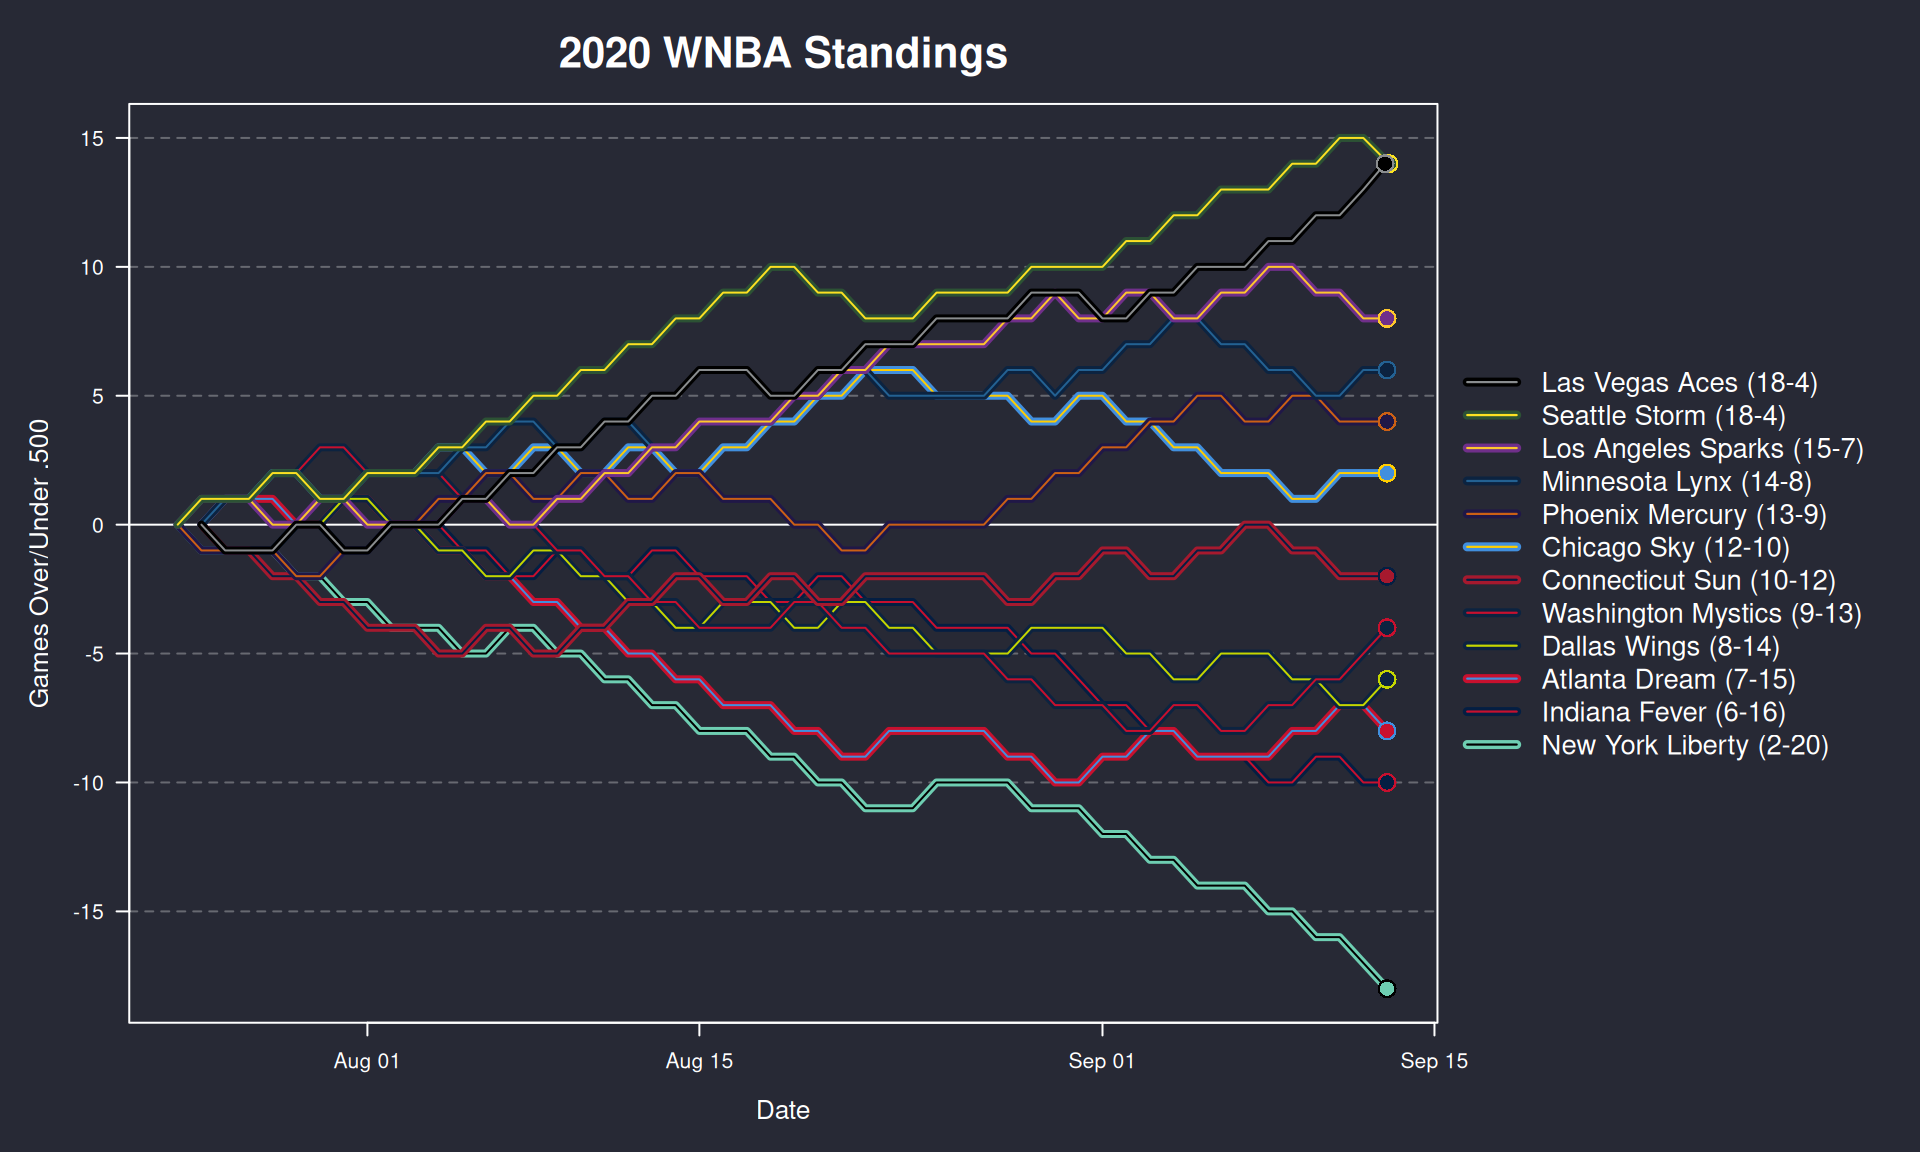 2020 WNBA Standings
Games Over/Under .500
15
10
5
0
-5
-10
-15
Aug 01
Aug 15
Sep 01
Sep 15
Date
Las Vegas Aces (18-4)
Seattle Storm (18-4)
Los Angeles Sparks (15-7)
Minnesota Lynx (14-8)
Phoenix Mercury (13-9)
Chicago Sky (12-10)
Connecticut Sun (10-12)
Washington Mystics (9-13)
Dallas Wings (8-14)
Atlanta Dream (7-15)
Indiana Fever (6-16)
New York Liberty (2-20)